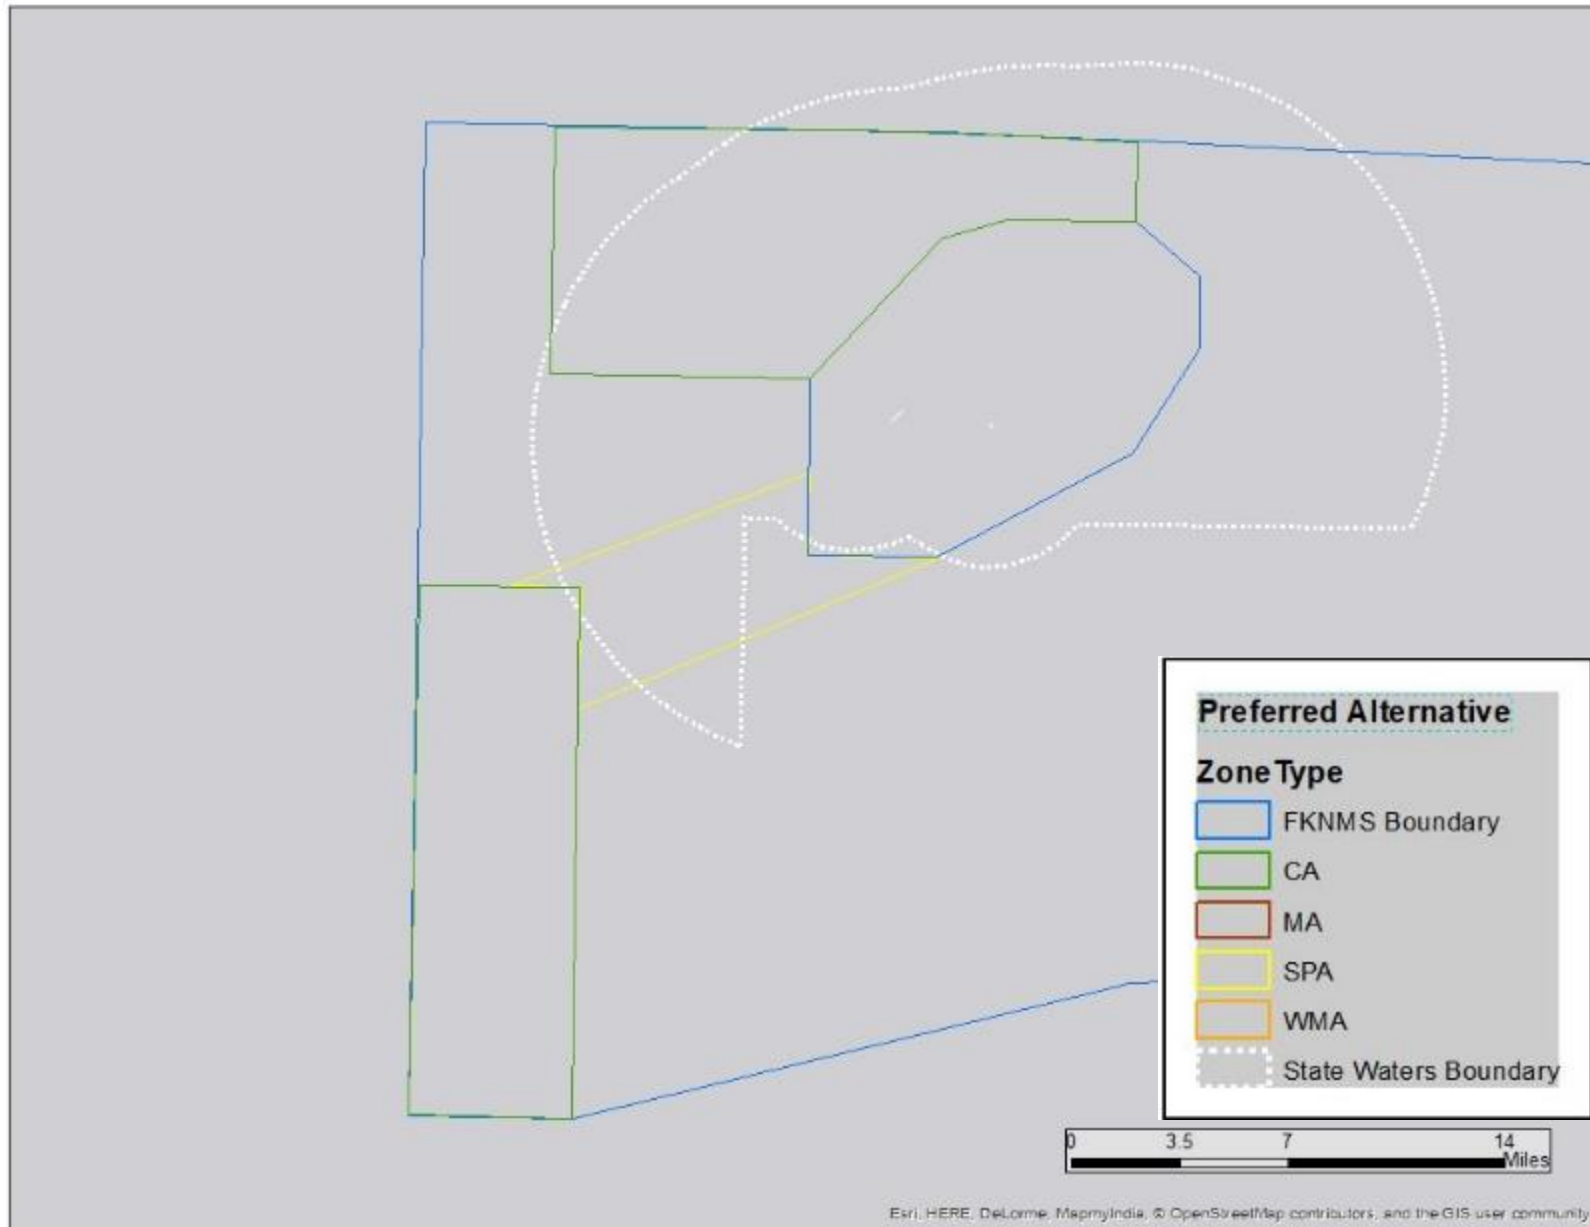 Preferred Alternative
Zone Type
FKNMS Boundary
CA
MA
SPA
WMA
State Waters Boundary
0 3.5 7 14
Miles
Esri, HERE, DeLorme, MapmyIndia, © OpenStreetMap contributors, and the GIS user community